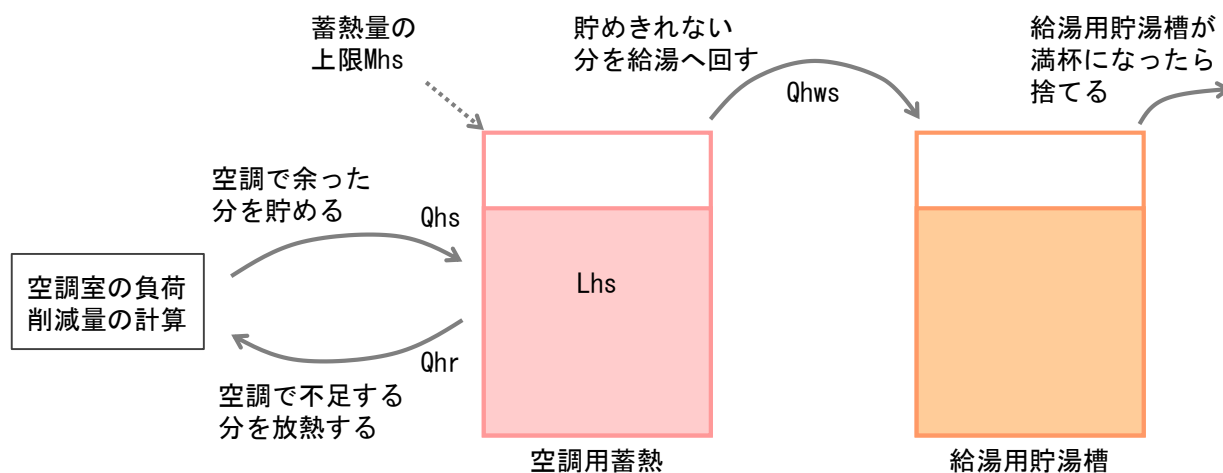 蓄熱量の
上限Mhs
貯めきれない
分を給湯へ回す
Qhws
給湯用貯湯槽が
満杯になったら
捨てる
空調で余った
分を貯める
Qhs
空調室の負荷
削減量の計算
Lhs
Qhr
空調で不足する
分を放熱する
空調用蓄熱
給湯用貯湯槽